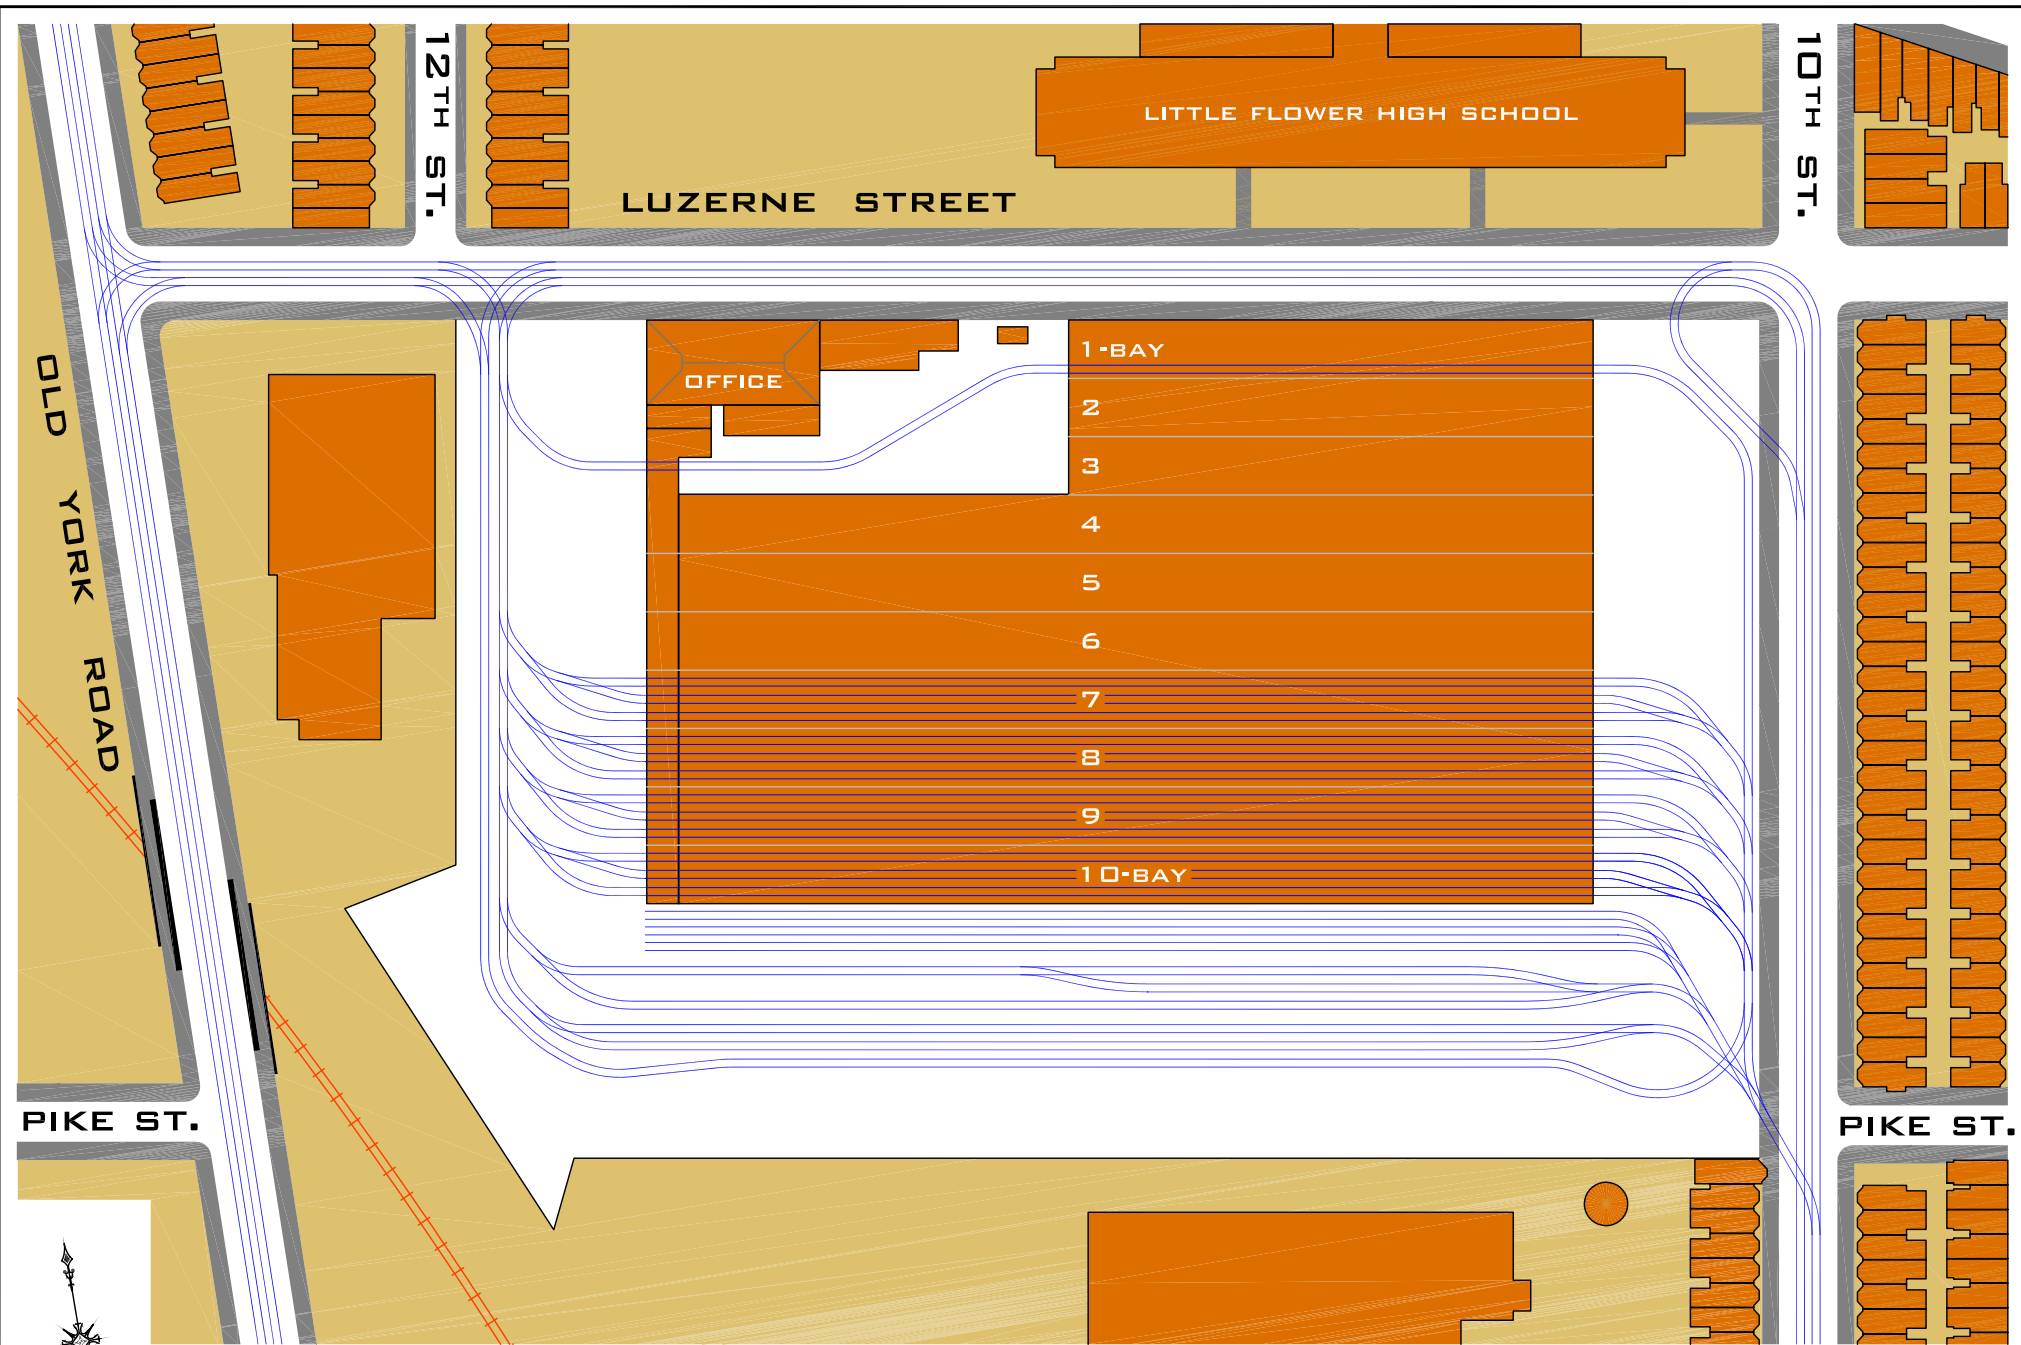 12TH ST.
10TH ST.
LITTLE FLOWER HIGH SCHOOL
LUZERNE STREET
OLD YORK ROAD
OFFICE
1-BAY
2
3
4
5
6
7
8
9
10-BAY
PIKE ST.
PIKE ST.